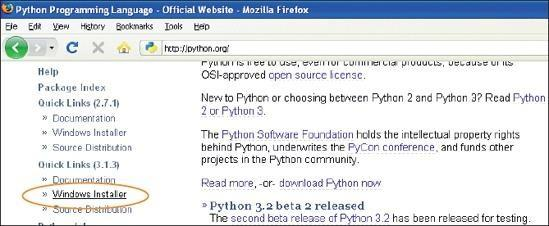 Python Programming Language - Official Website - Mozilla Firefox
File Edit View History Bookmarks Tools Help
http://python.org/
Help
Package Index
Quick Links (2.7.1)
» Documentation
» Windows Installer
» Source Distribution
Quick Links (3.1.3)
» Documentation
» Windows Installer
» Source Distribution
Python is free to use, even for commercial products, because of its
OSI-approved open source license.
New to Python or choosing between Python 2 and Python 3? Read Python
2 or Python 3.
The Python Software Foundation holds the intellectual property rights
behind Python, underwrites the PyCon conference, and funds other
projects in the Python community.
Read more, -or- download Python now
» Python 3.2 beta 2 released
The second beta release of Python 3.2 has been released for testing.